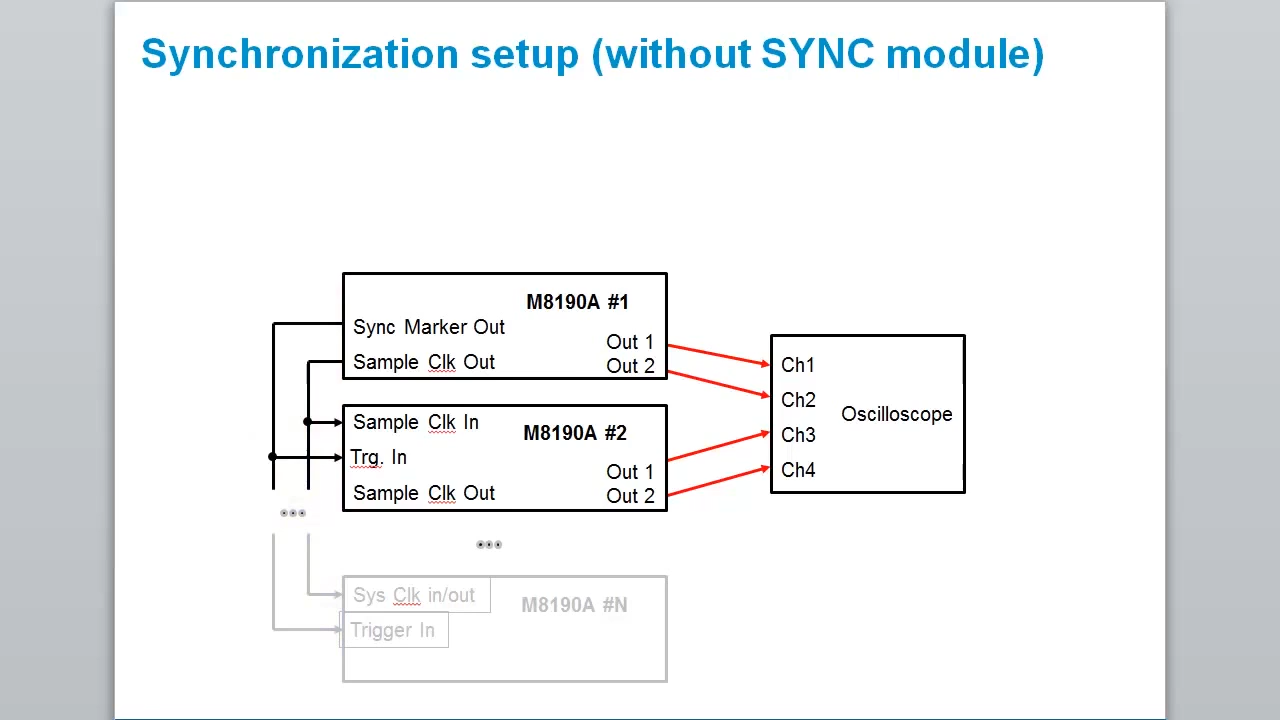 Synchronization setup (without SYNC module)
M8190A #1
Sync Marker Out
Out 1
Sample Clk Out
Out 2
Sample Clk In
M8190A #2
Trg. In
Out 1
Sample Clk Out
Out 2
Ch1
Ch2
Oscilloscope
Ch3
Ch4
Sys Clk in/out
M8190A #N
Trigger In